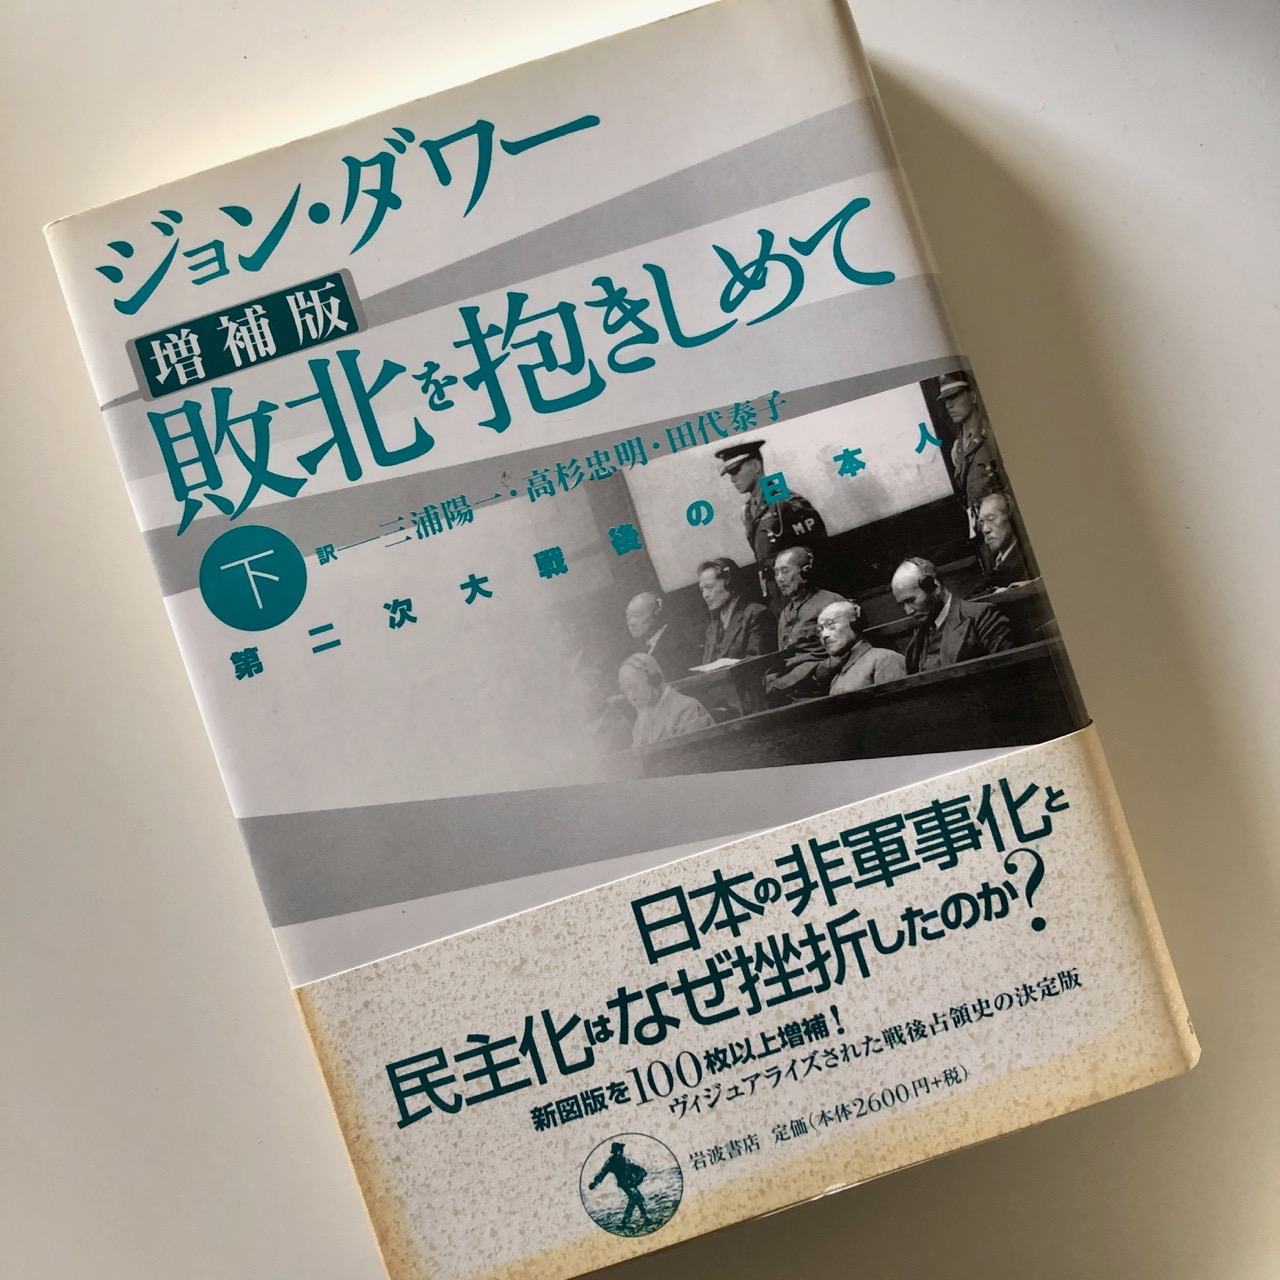 ジョン・ダワー
増補版
敗北を抱きしめて
下
訳――三浦陽一・高杉忠明・田代泰子
第二次大戦後の日本人
MP
日本の非軍事化と
民主化はなぜ挫折したのか?
新図版を100枚以上増補!
ヴィジュアライズされた戦後占領史の決定版
岩波書店 定価(本体2600円+税)